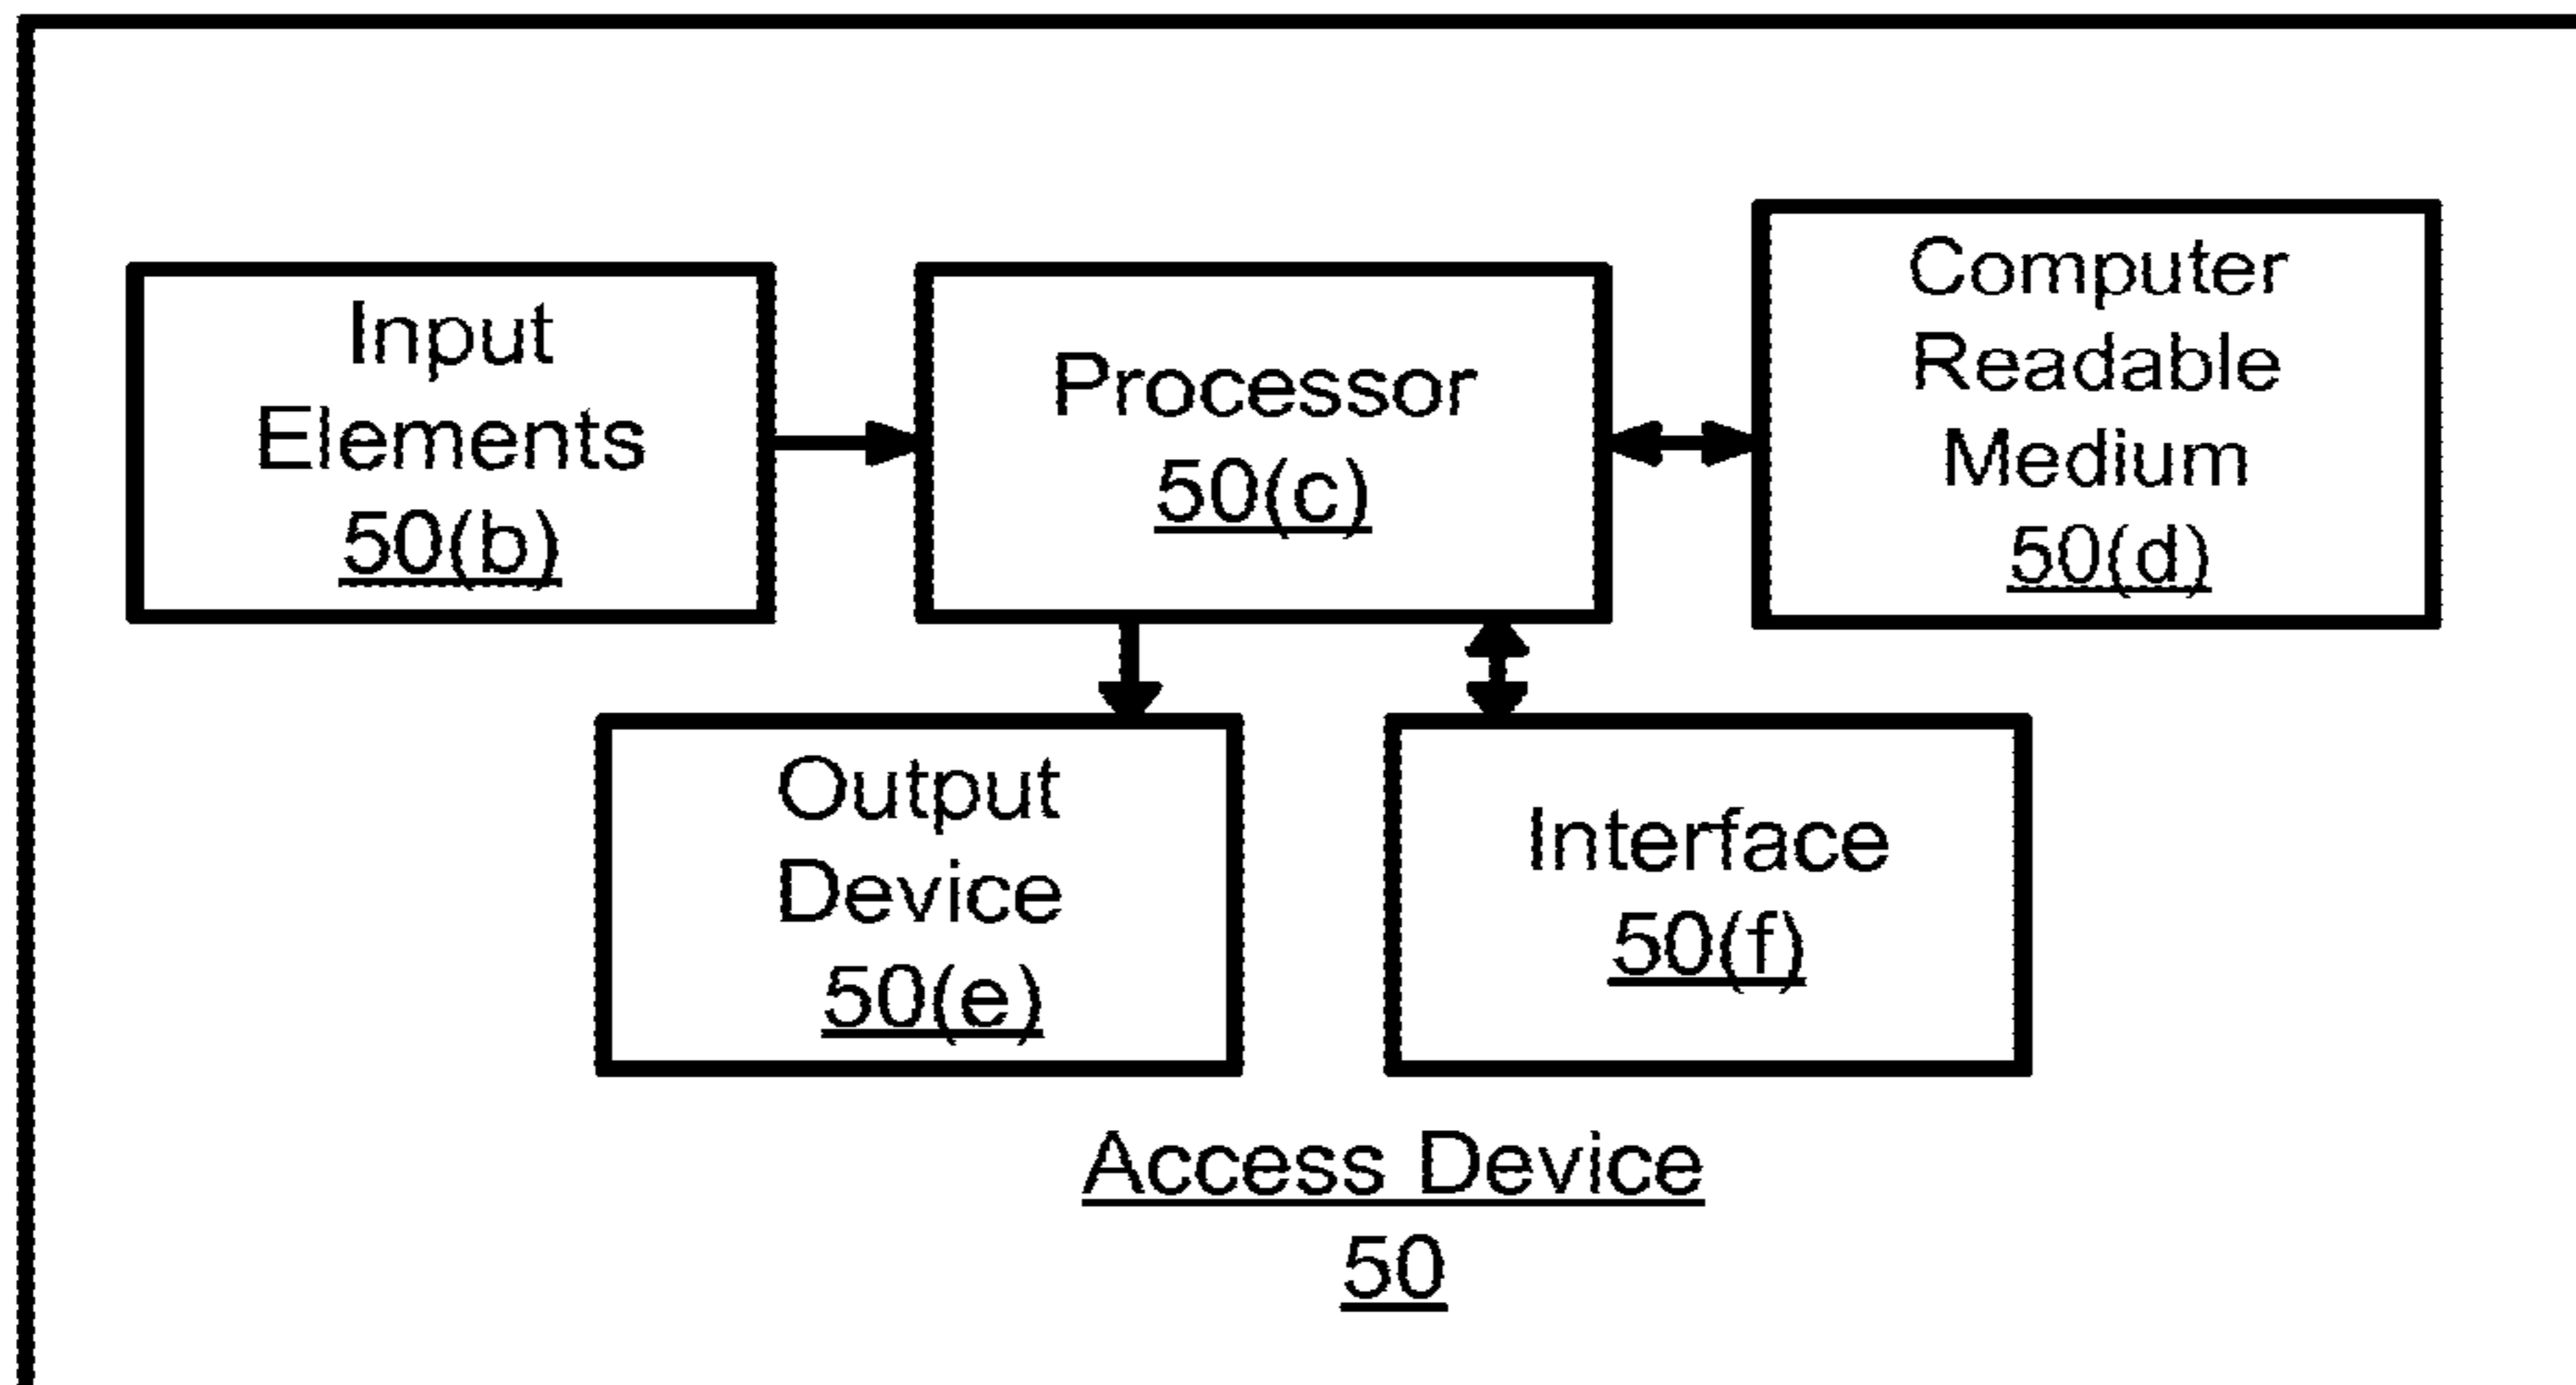 Input
Elements
50(b)
Processor
50(c)
Computer
Readable
Medium
50(d)
Output
Device
50(e)
Interface
50(f)
Access Device
50